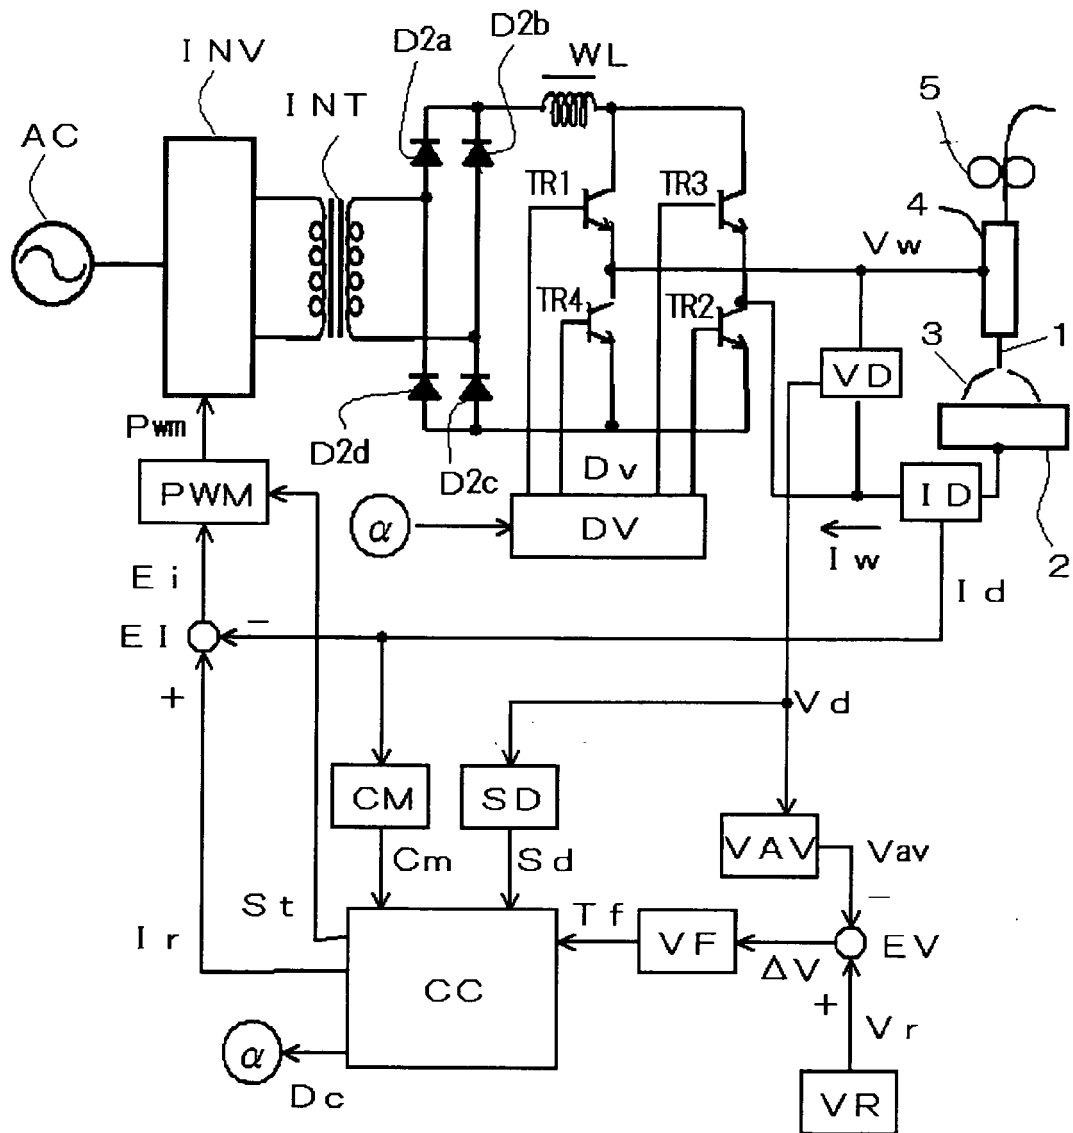 D2b
D2a
INV
WL
INT
5
AC
TR1
TR3
4
Vw
TR4
TR2
1
3
VD
Pwm
D2d
D2c
Dv
PWM
ID
α
DV
Iw
2
Ei
Id
EI
−
+
Vd
CM
SD
VAV
Vav
Cm
Sd
−
St
Tf
Ir
VF
EV
ΔV
CC
+
Vr
α
Dc
VR